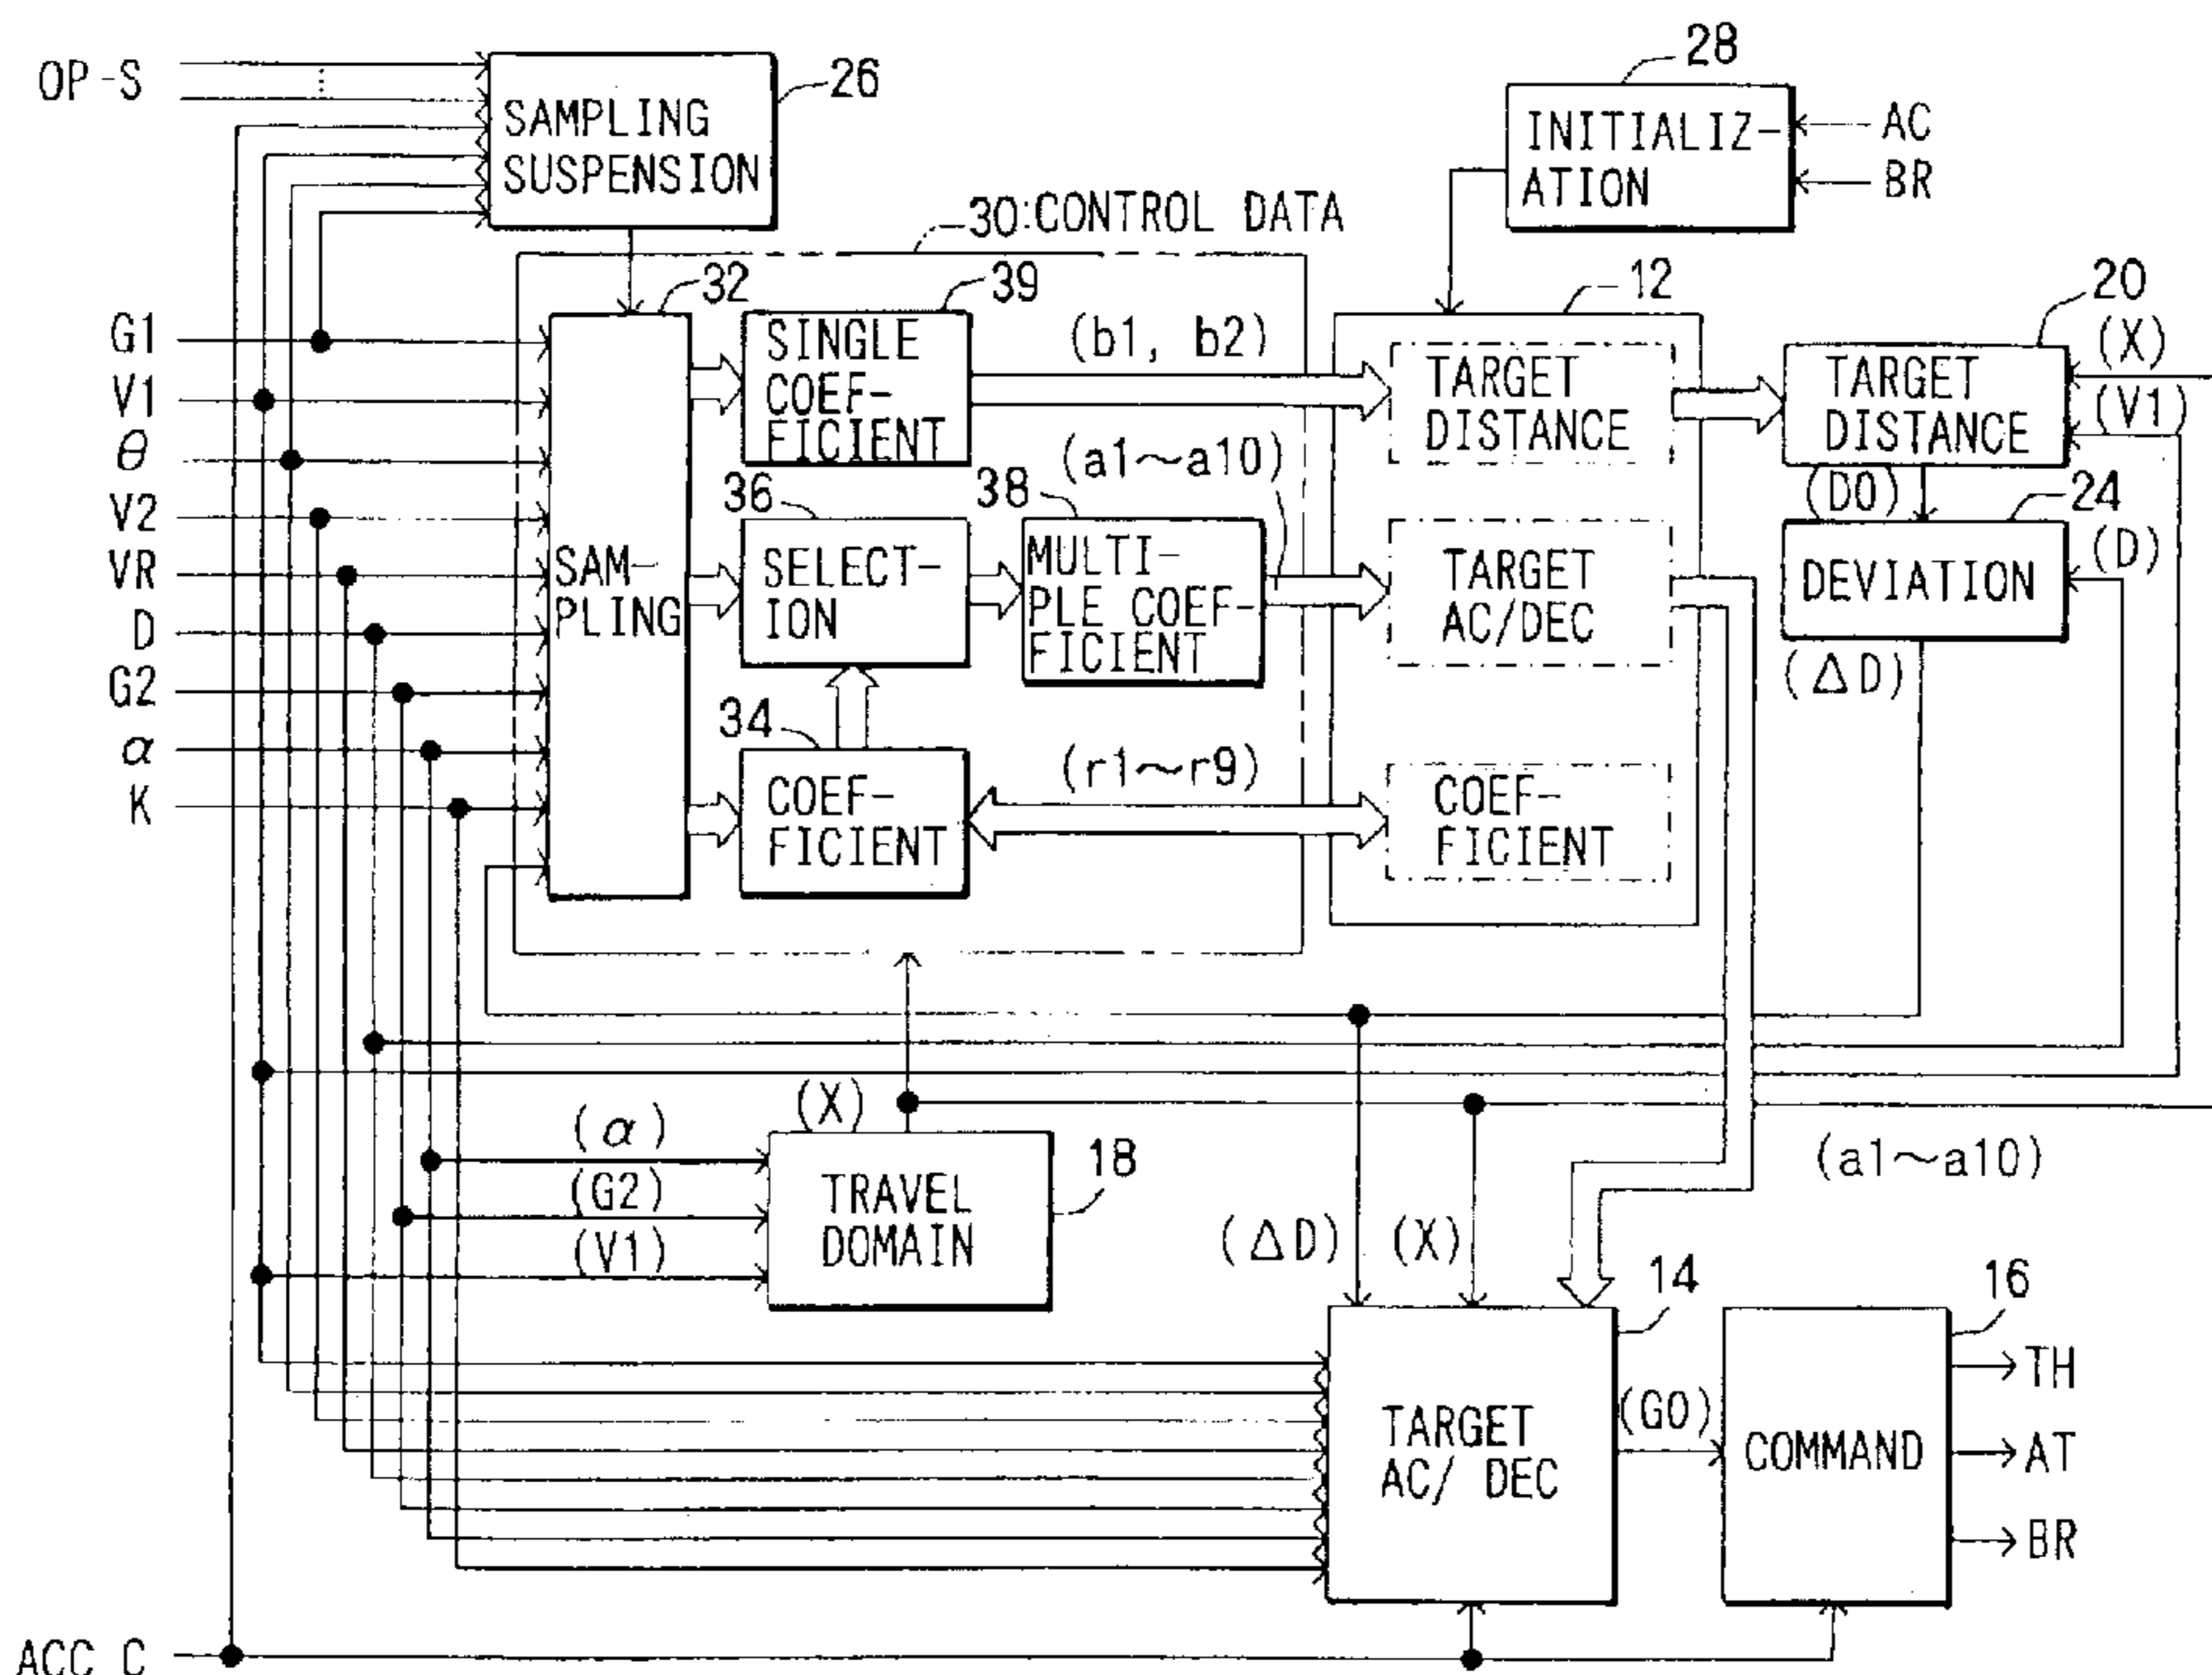 OP-S
SAMPLING
SUSPENSION
26
28
INITIALIZ-
ATION
AC
BR
30:CONTROL DATA
32
39
12
20
G1
V1
θ
V2
VR
D
G2
α
K
SAM-
PLING
SINGLE
COEF-
FICIENT
(b1, b2)
TARGET
DISTANCE
TARGET
DISTANCE
(X)
(V1)
(a1~a10)
(D0)
24
(D)
36
SELECT-
ION
38
MULTI-
PLE COEF-
FICIENT
TARGET
AC/DEC
DEVIATION
(ΔD)
34
COEF-
FICIENT
(r1~r9)
COEF-
FICIENT
(X)
(α)
(G2)
(V1)
TRAVEL
DOMAIN
18
(a1~a10)
(ΔD)
(X)
14
16
TARGET
AC/ DEC
(G0)
COMMAND
TH
AT
BR
ACC C